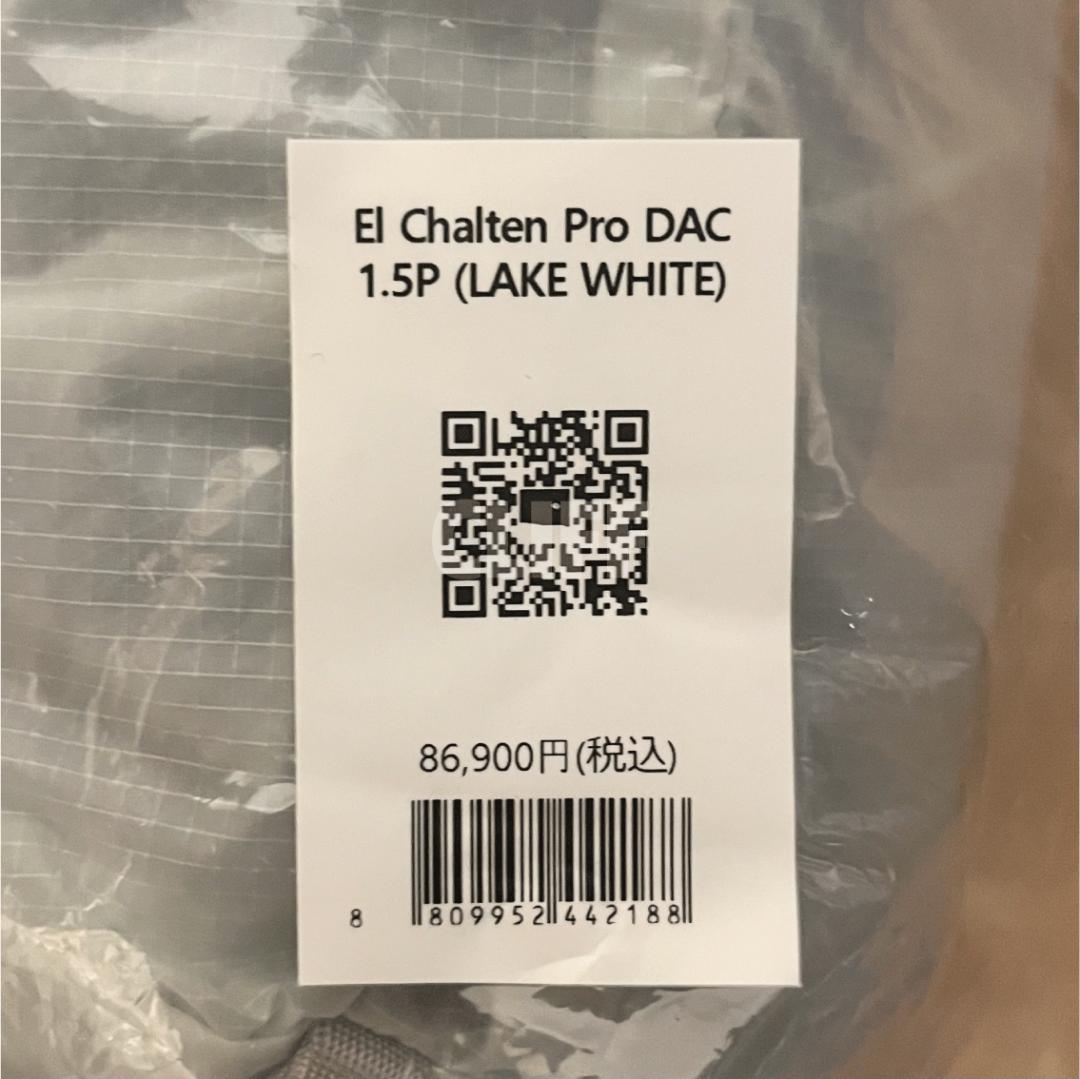 El Chalten Pro DAC
1.5P (LAKE WHITE)
86,900円(税込)
8 809952 442188